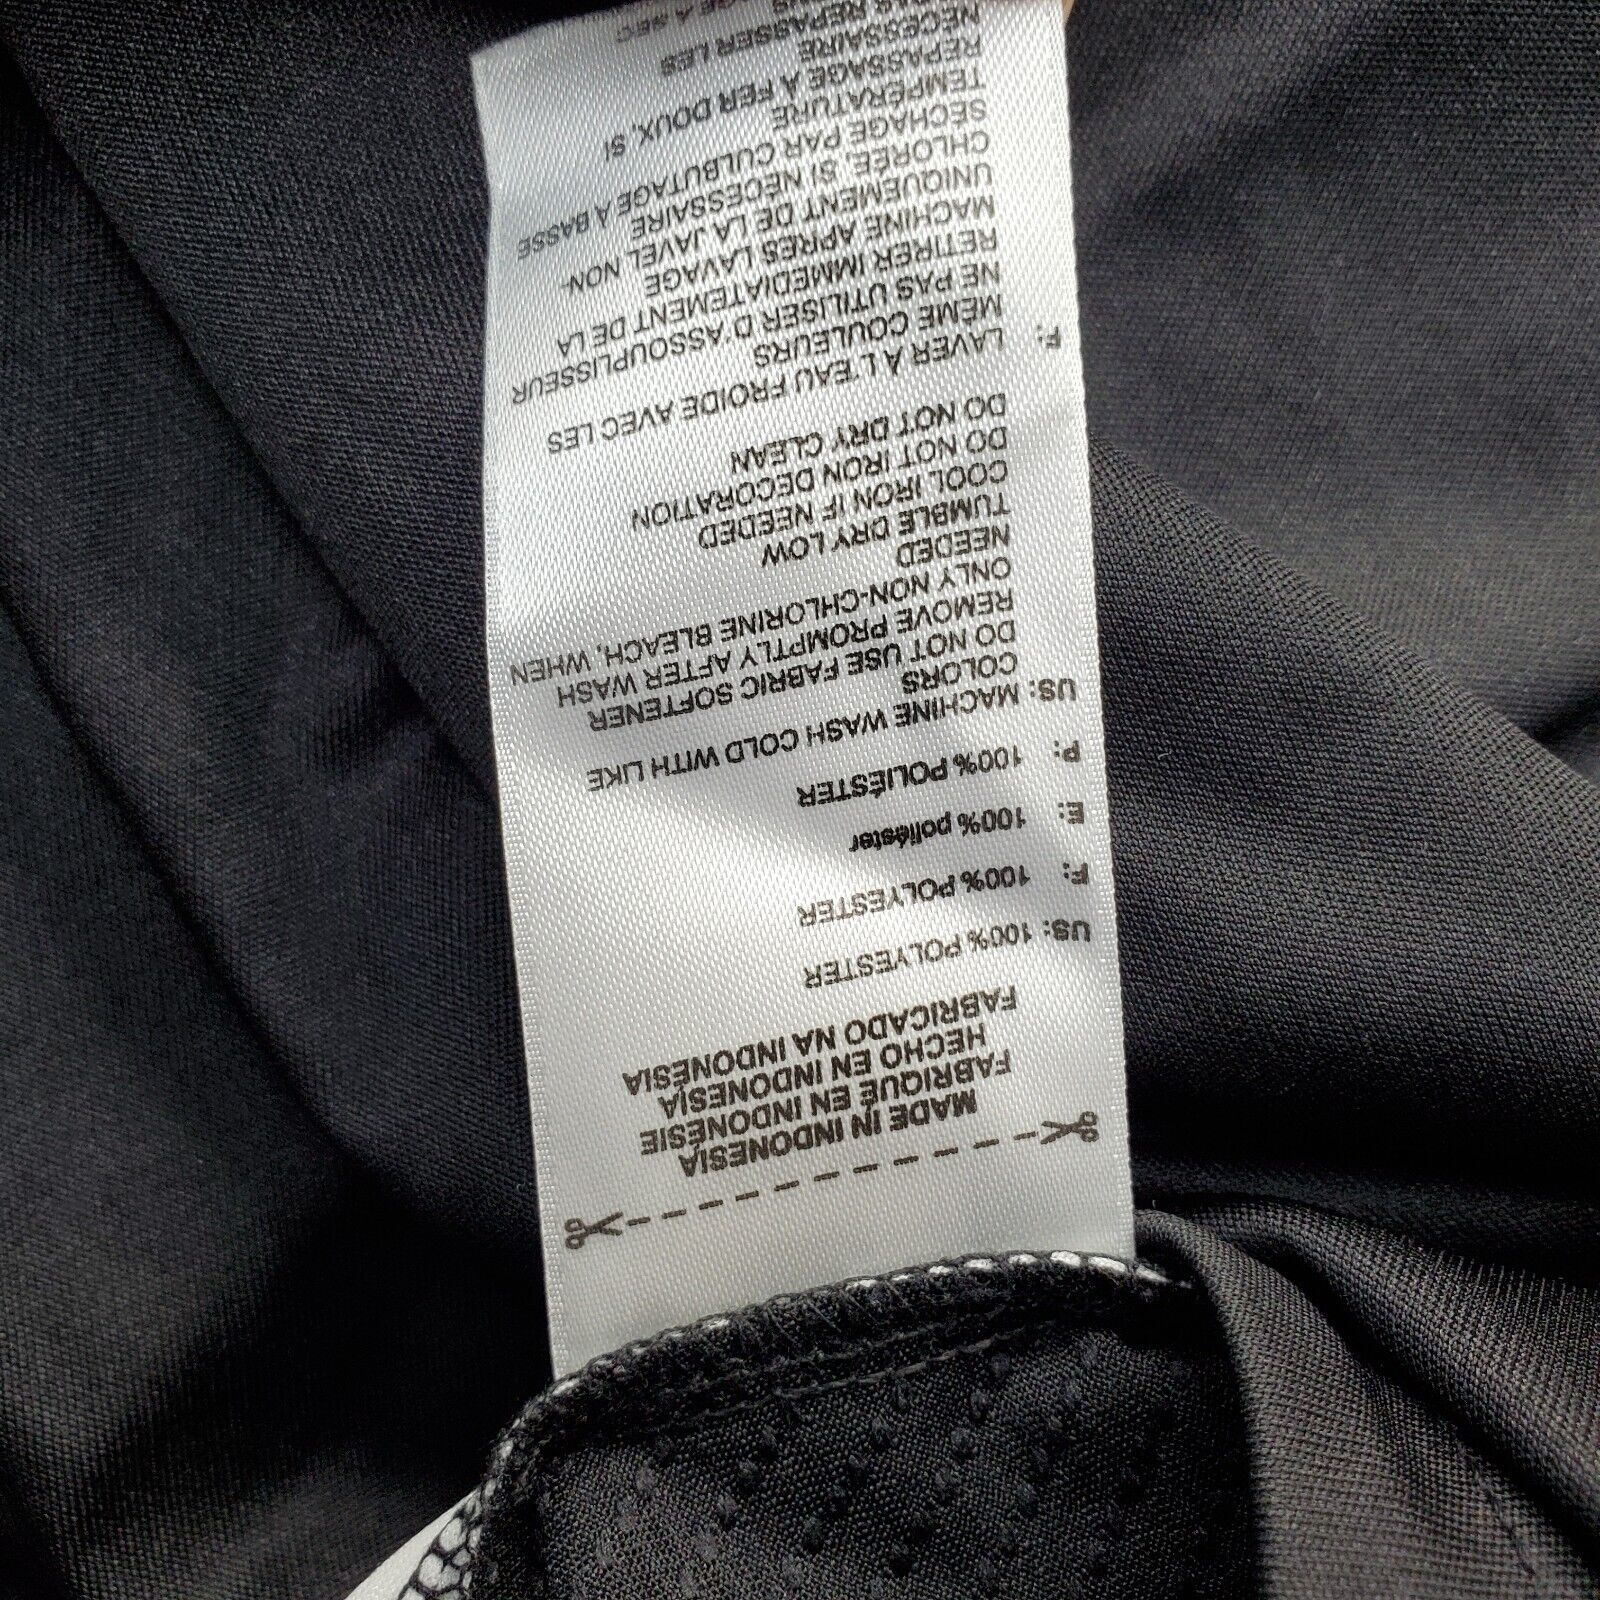 MADE IN INDONESIA
FABRIQUÉ EN INDONÉSIE
HECHO EN INDONESIA
FABRICADO NA INDONÉSIA
US: 100% POLYESTER
F: 100% POLYESTER
E: 100% poliéster
P: 100% POLIÉSTER
US: MACHINE WASH COLD WITH LIKE
COLORS
DO NOT USE FABRIC SOFTENER
REMOVE PROMPTLY AFTER WASH
ONLY NON-CHLORINE BLEACH, WHEN
NEEDED
TUMBLE DRY LOW
COOL IRON IF NEEDED
DO NOT IRON DECORATION
DO NOT DRY CLEAN
F: LAVER À L'EAU FROIDE AVEC LES
MÊME COULEURS
NE PAS UTILISER D'ASSOUPLISSEUR
RETIRER IMMÉDIATEMENT DE LA
MACHINE APRÈS LAVAGE
UNIQUEMENT DE LA JAVEL NON-
CHLORÉE, SI NÉCESSAIRE
SÉCHAGE PAR CULBUTAGE À BASSE
TEMPÉRATURE
REPASSAGE À FER DOUX, SI
NÉCESSAIRE
REPASSER LES
À SEC